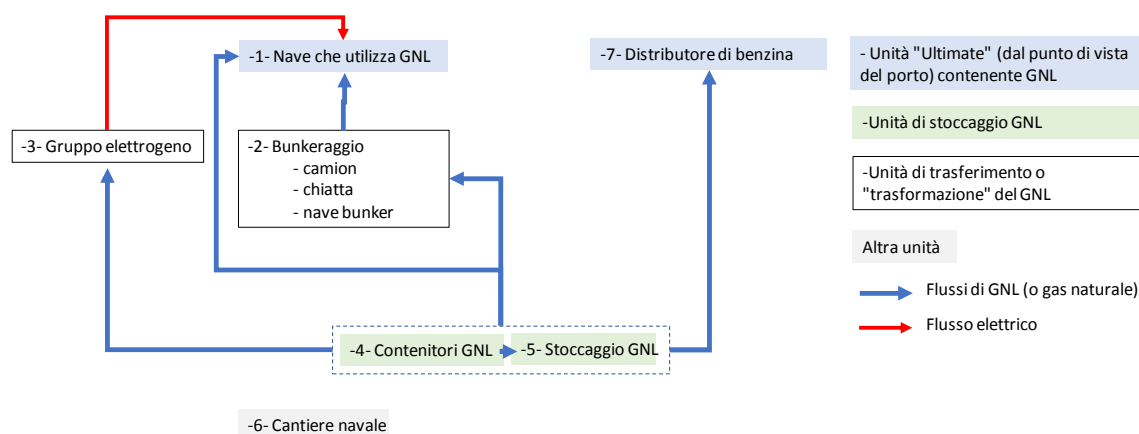 -1- Nave che utilizza GNL
-7- Distributore di benzina
- Unità "Ultimate" (dal punto di vista
del porto) contenente GNL
-Unità di stoccaggio GNL
-3- Gruppo elettrogeno
-2- Bunkeraggio
- camion
- chiatta
- nave bunker
-Unità di trasferimento o
"trasformazione" del GNL
Altra unità
Flussi di GNL (o gas naturale)
Flusso elettrico
-4- Contenitori GNL
-5- Stoccaggio GNL
-6- Cantiere navale